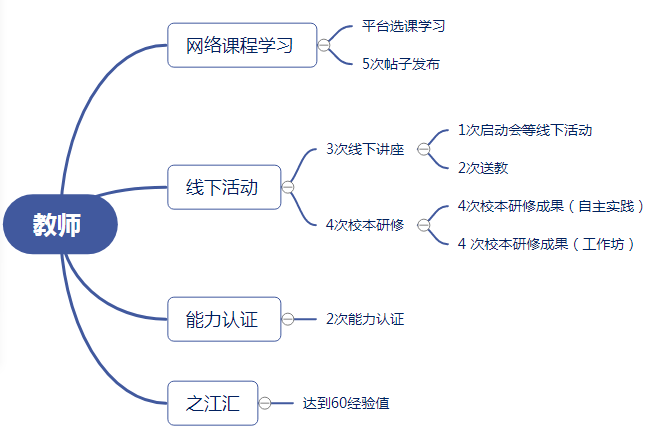 教师
网络课程学习
平台选课学习
5次帖子发布
线下活动
3次线下讲座
1次启动会等线下活动
2次送教
4次校本研修
4次校本研修成果（自主实践）
4 次校本研修成果（工作坊）
能力认证
2次能力认证
之江汇
达到60经验值